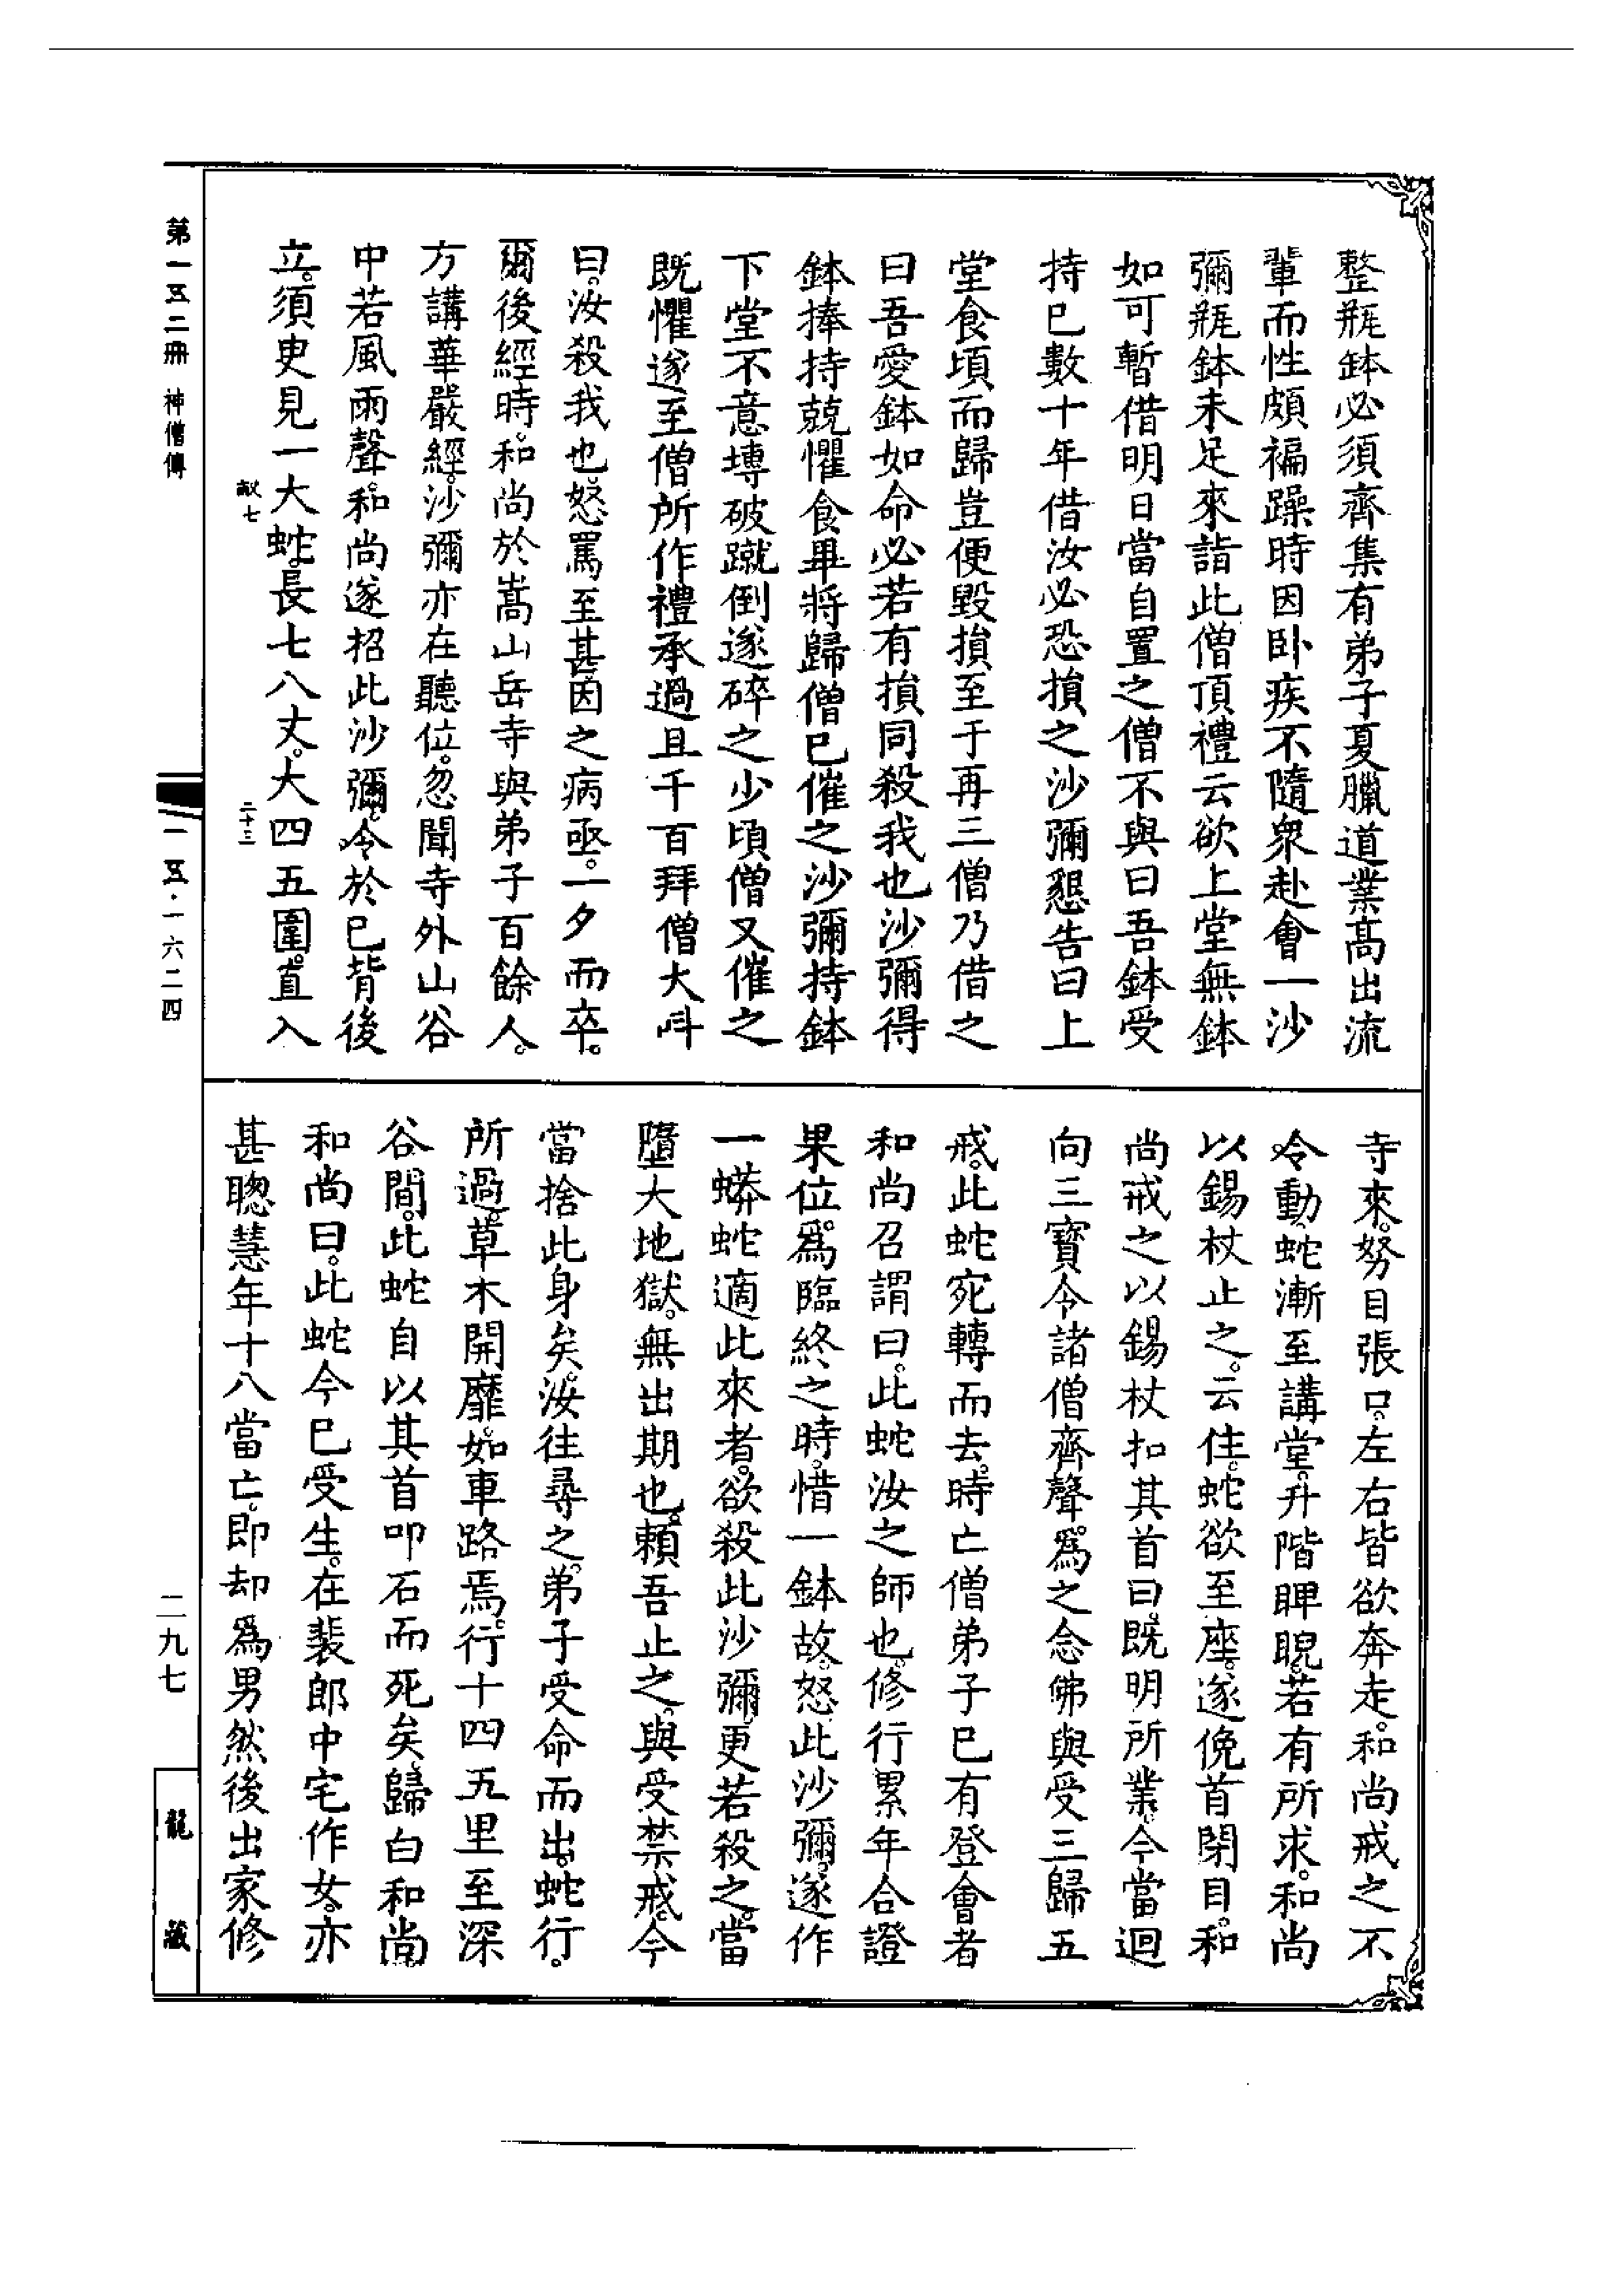 整瓶鉢必須齊集有弟子夏臘道業高出流
輩而性頗褊躁時因卧疾不隨衆赴會一沙
彌瓶鉢未足來詣此僧頂禮云欲上堂無鉢
如可暫借明日當自置之僧不與曰吾鉢受
持已數十年借汝必恐損之沙彌懇告曰上
堂食頃而歸豈便毀損至于再三僧乃借之
曰吾愛鉢如命必若有損同殺我也沙彌得
鉢捧持兢懼食畢將歸僧已催之沙彌持鉢
下堂不意塼破蹴倒遂碎之少頃僧又催之
既懼遂至僧所作禮承過且千百拜僧大呌
曰。汝殺我也。怒罵至甚。因之病亟。一夕而卒。
爾後經時。和尚於嵩山岳寺與弟子百餘人。
方講華嚴經。沙彌亦在聽位。忽聞寺外山谷
中若風雨聲。和尚遂招此沙彌。令於已背後
立。須臾見一大蛇。長七八丈。大四五圍。直入
寺來。努目張口。左右皆欲奔走。和尚戒之不
令動。蛇漸至講堂。升階睥睨。若有所求。和尚
以錫杖止之。云住。蛇欲至座。遂俛首閉目。和
尚戒之以錫杖扣其首曰。既明所業。今當迴
向三寳令諸僧齊聲。爲之念佛與受三歸五
戒。此蛇宛轉而去。時亡僧弟子已有登會者
和尚召謂曰。此蛇汝之師也。修行累年合證
果位。爲臨終之時。惜一鉢故。怒此沙彌。遂作
一蟒蛇適此來者。欲殺此沙彌。更若殺之。當
墮大地獄。無出期也。頼吾止之。與受禁戒。今
當捨此身矣。汝往尋之。弟子受命而出。蛇行。
所過。草木開靡。如車路焉。行十四五里至深
谷間。此蛇自以其首叩石而死矣。歸白和尚
和尚曰。此蛇今已受生。在裴郎中宅作女。亦
甚聰慧年十八當亡。即却爲男然後出家修
第一五二冊 神僧傳
獻七
二十三
一五·一六二四
二九七
龍藏